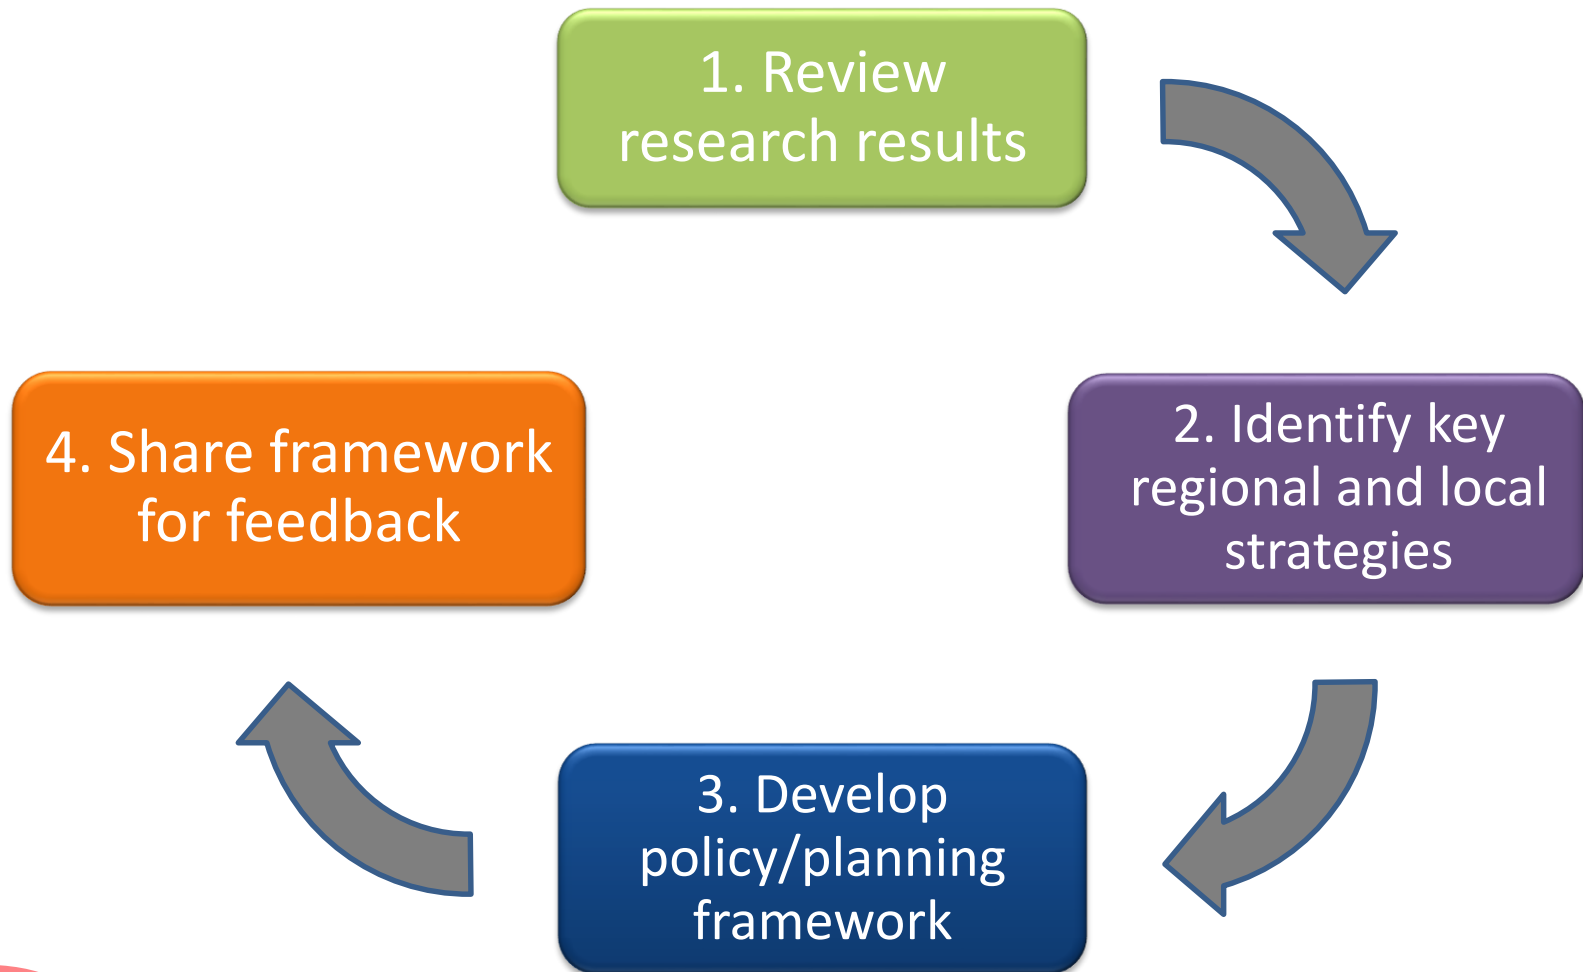 1. Review
research results
2. Identify key
regional and local
strategies
3. Develop
policy/planning
framework
4. Share framework
for feedback